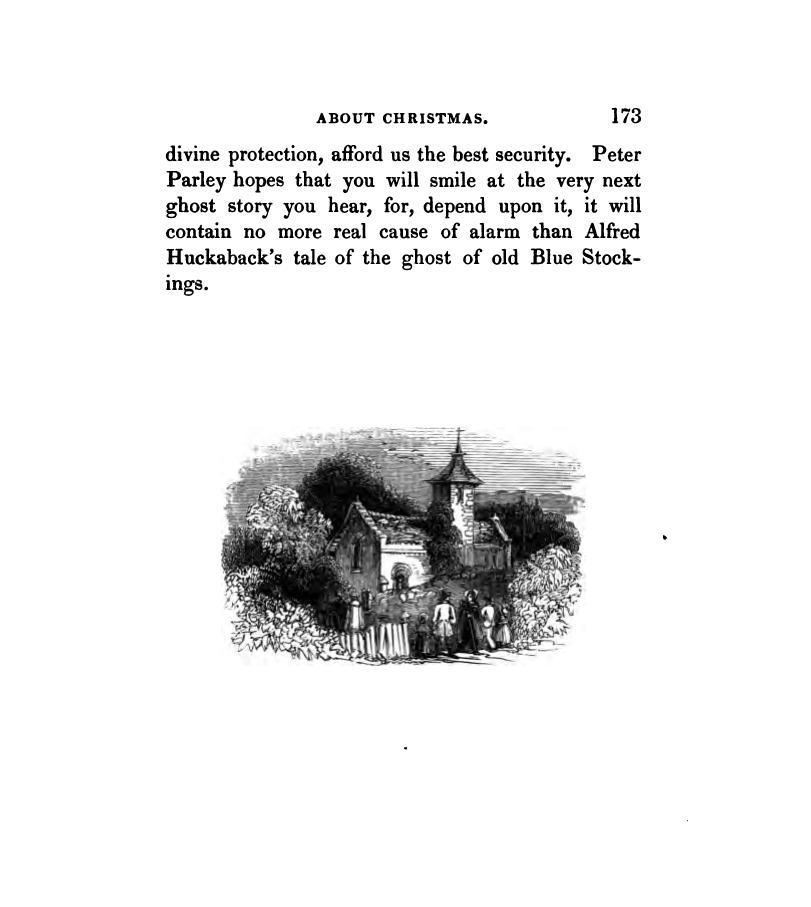 ABOUT CHRISTMAS. 173
divine protection, afford us the best security. Peter
Parley hopes that you will smile at the very next
ghost story you hear, for, depend upon it, it will
contain no more real cause of alarm than Alfred
Huckaback's tale of the ghost of old Blue Stock-
ings.